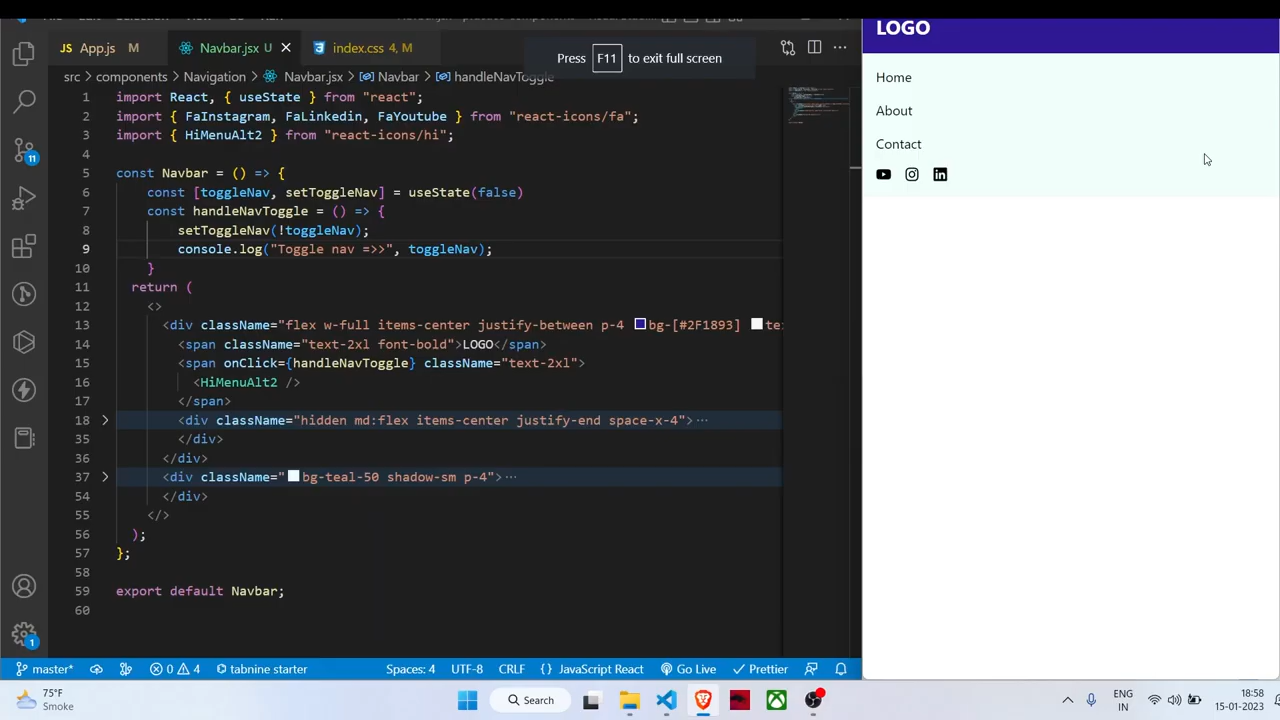 App.js M
Navbar.jsx U
index.css 4, M
Press F11 to exit full screen
src > components > Navigation > Navbar.jsx > Navbar > handleNavToggle
1 import React, { useState } from "react";
2 import { FaInstagram, FaLinkedin, FaYoutube } from "react-icons/fa";
3 import { HiMenuAlt2 } from "react-icons/hi";
4
5 const Navbar = () => {
6 const [toggleNav, setToggleNav] = useState(false)
7 const handleNavToggle = () => {
8 setToggleNav(!toggleNav);
9 console.log("Toggle nav =>>", toggleNav);
10 }
11 return (
12 <>
13 <div className="flex w-full items-center justify-between p-4 bg-[#2F1893] te
14 <span className="text-2xl font-bold">LOGO</span>
15 <span onClick={handleNavToggle} className="text-2xl">
16 <HiMenuAlt2 />
17 </span>
18 <div className="hidden md:flex items-center justify-end space-x-4">…
35 </div>
36 </div>
37 <div className="bg-teal-50 shadow-sm p-4">…
54 </div>
55 </>
56 );
57 };
58
59 export default Navbar;
60
11
1
master*
0 4
tabnine starter
Spaces: 4
UTF-8
CRLF
{} JavaScript React
Go Live
Prettier
LOGO
Home
About
Contact
75°F
Smoke
Search
ENG
IN
18:58
15-01-2023